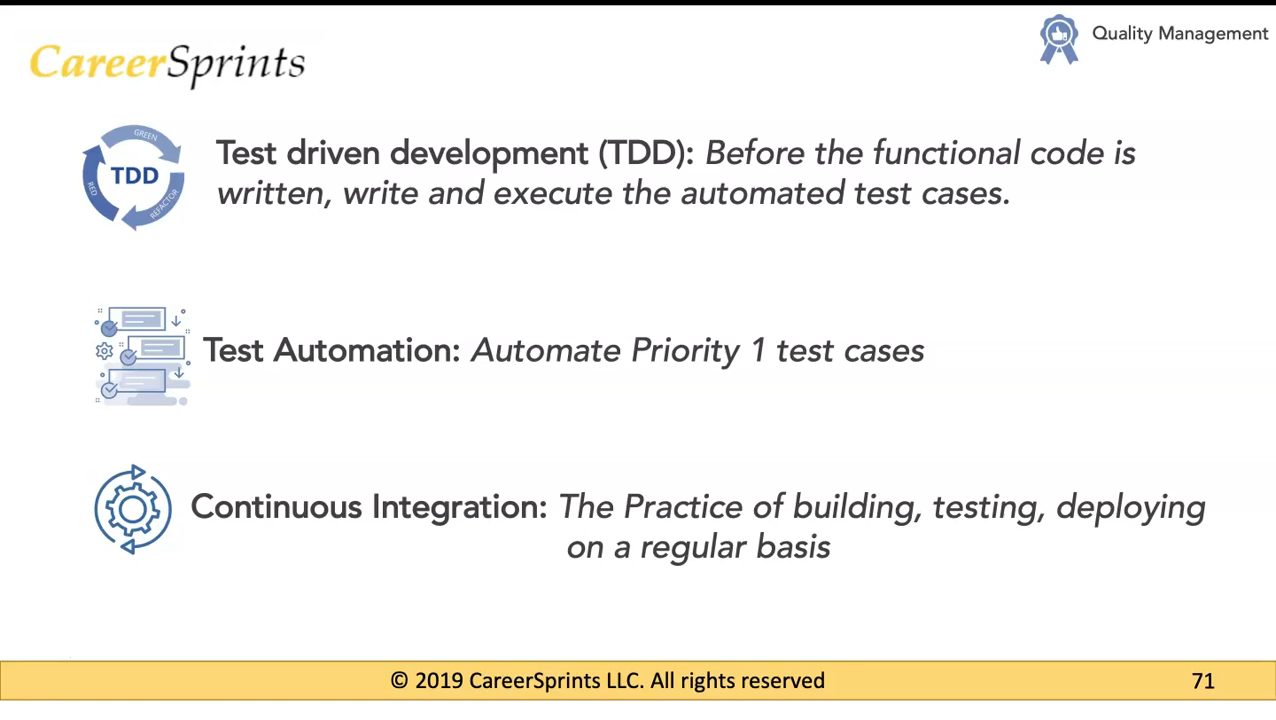 Quality Management
CareerSprints
GREEN
TDD
RED
REFACTOR
Test driven development (TDD): Before the functional code is
written, write and execute the automated test cases.
Test Automation: Automate Priority 1 test cases
Continuous Integration: The Practice of building, testing, deploying
on a regular basis
© 2019 CareerSprints LLC. All rights reserved
71